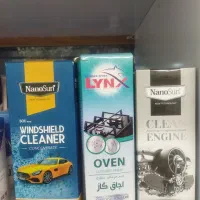 NanoSurf
WINDSHIELD
CLEANER
LYNX
OVEN
اجاق گاز
NanoSurf
CLEAN
ENGINE